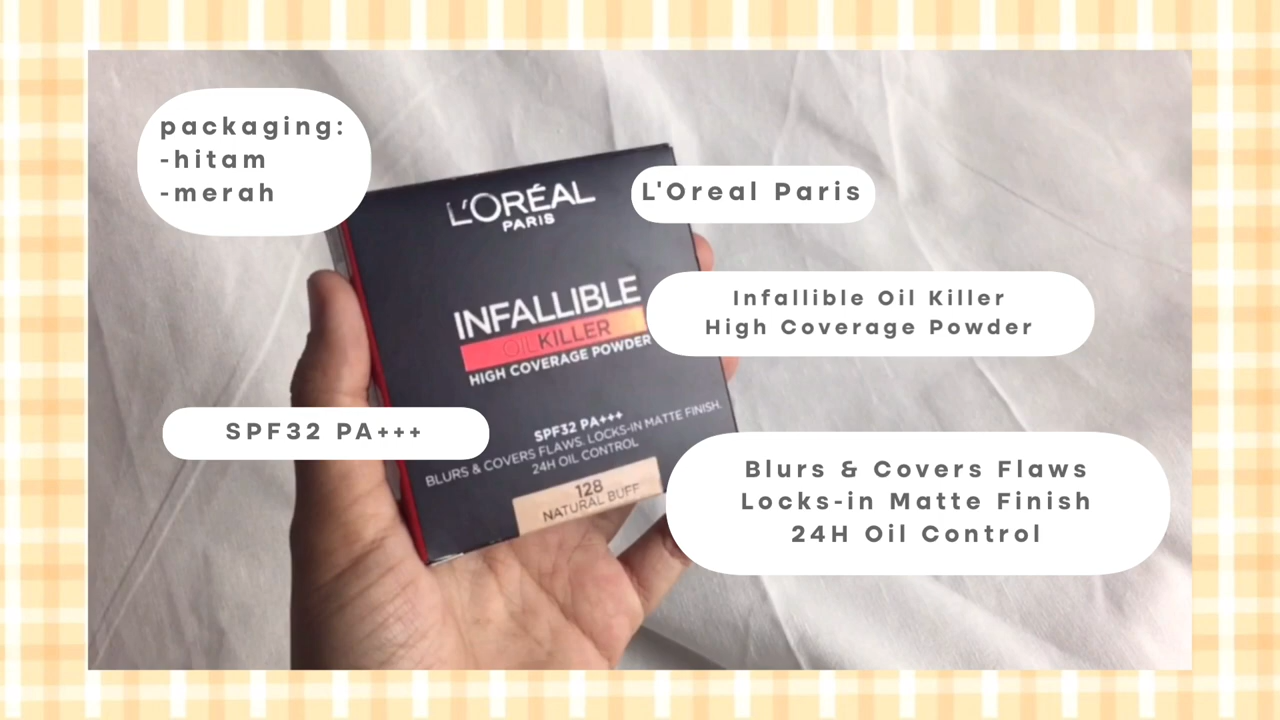 packaging:
-hitam
-merah
L'ORÉAL
PARIS
L'Oreal Paris
INFALLIBLE
OIL KILLER
HIGH COVERAGE POWDER
Infallible Oil Killer
High Coverage Powder
SPF32 PA+++
SPF32 PA+++
BLURS & COVERS FLAWS. LOCKS-IN MATTE FINISH.
24H OIL CONTROL
128
NATURAL BUFF
Blurs & Covers Flaws
Locks-in Matte Finish
24H Oil Control